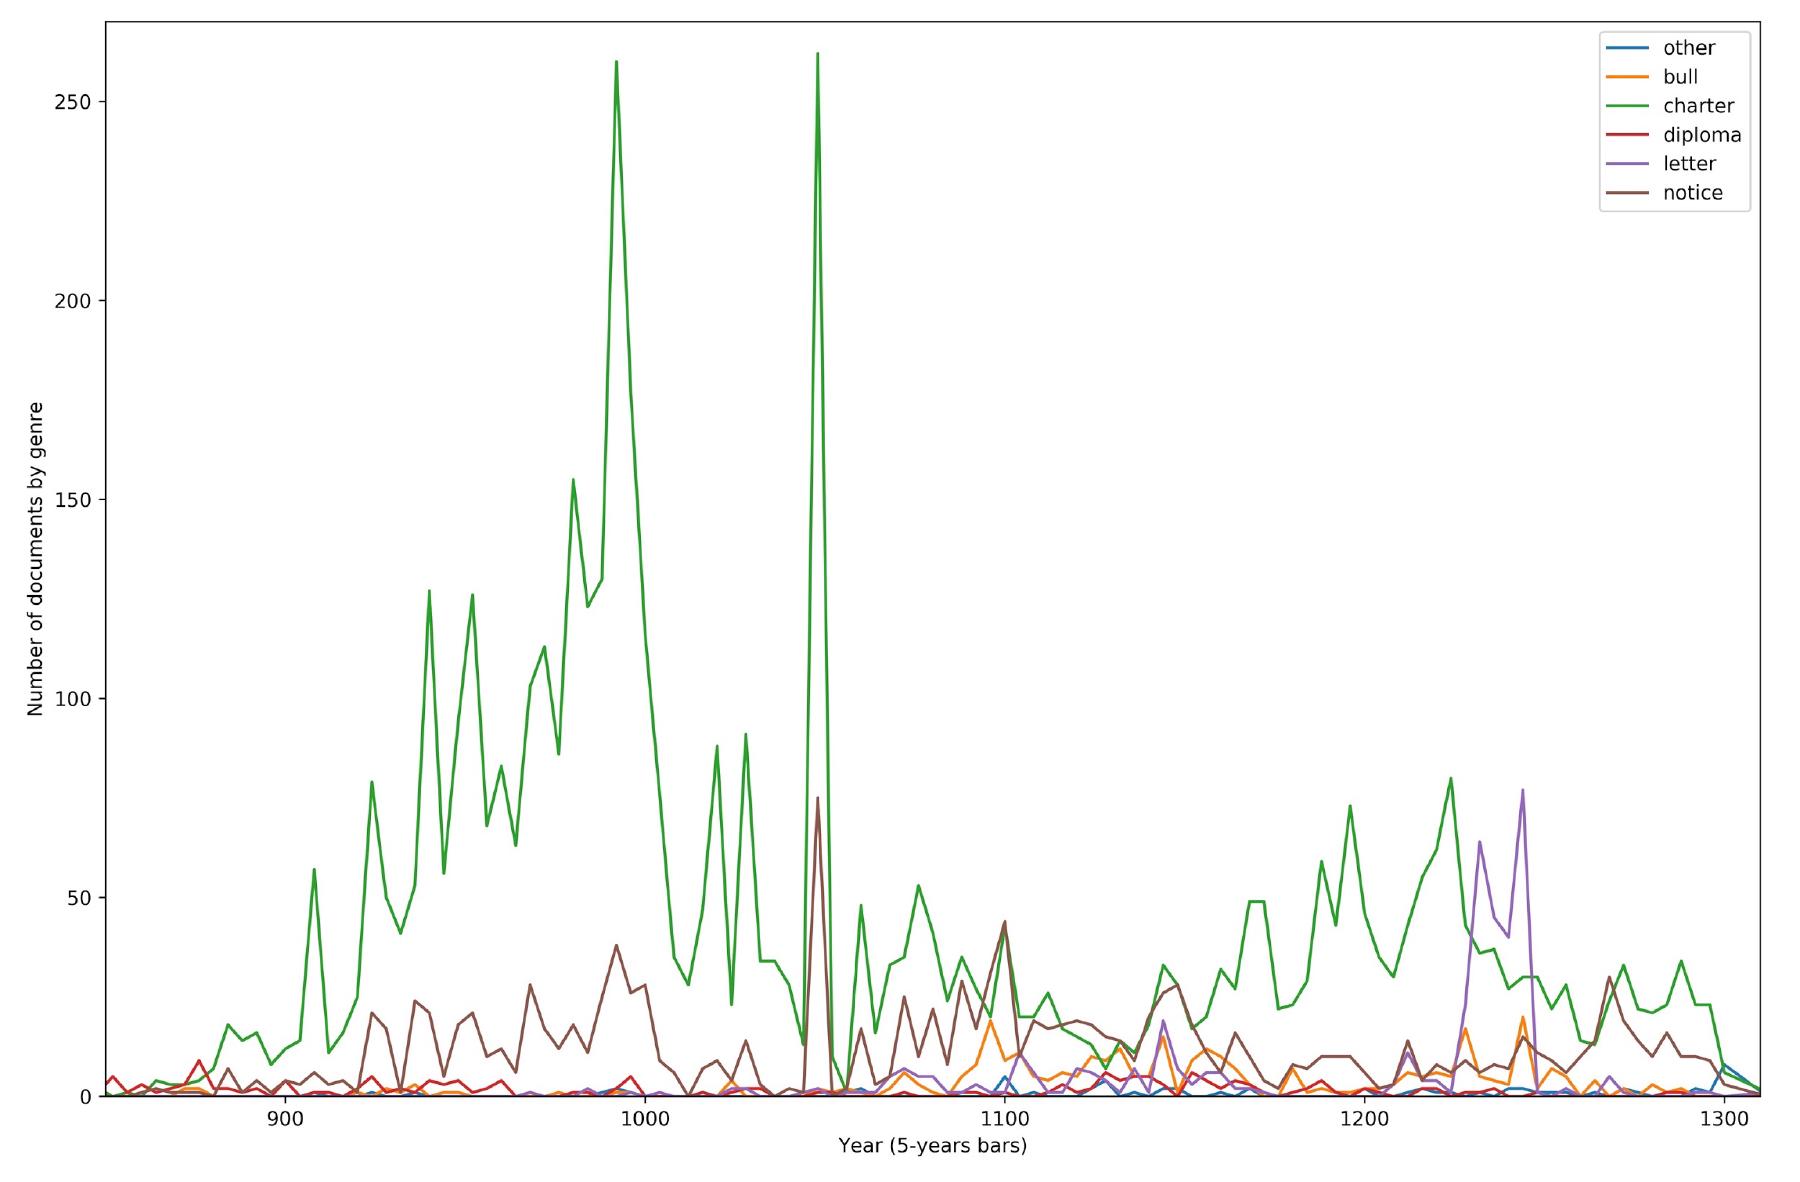 other
bull
charter
diploma
letter
notice
250
200
150
100
50
0
Number of documents by genre
900 1000 1100 1200 1300
Year (5-years bars)